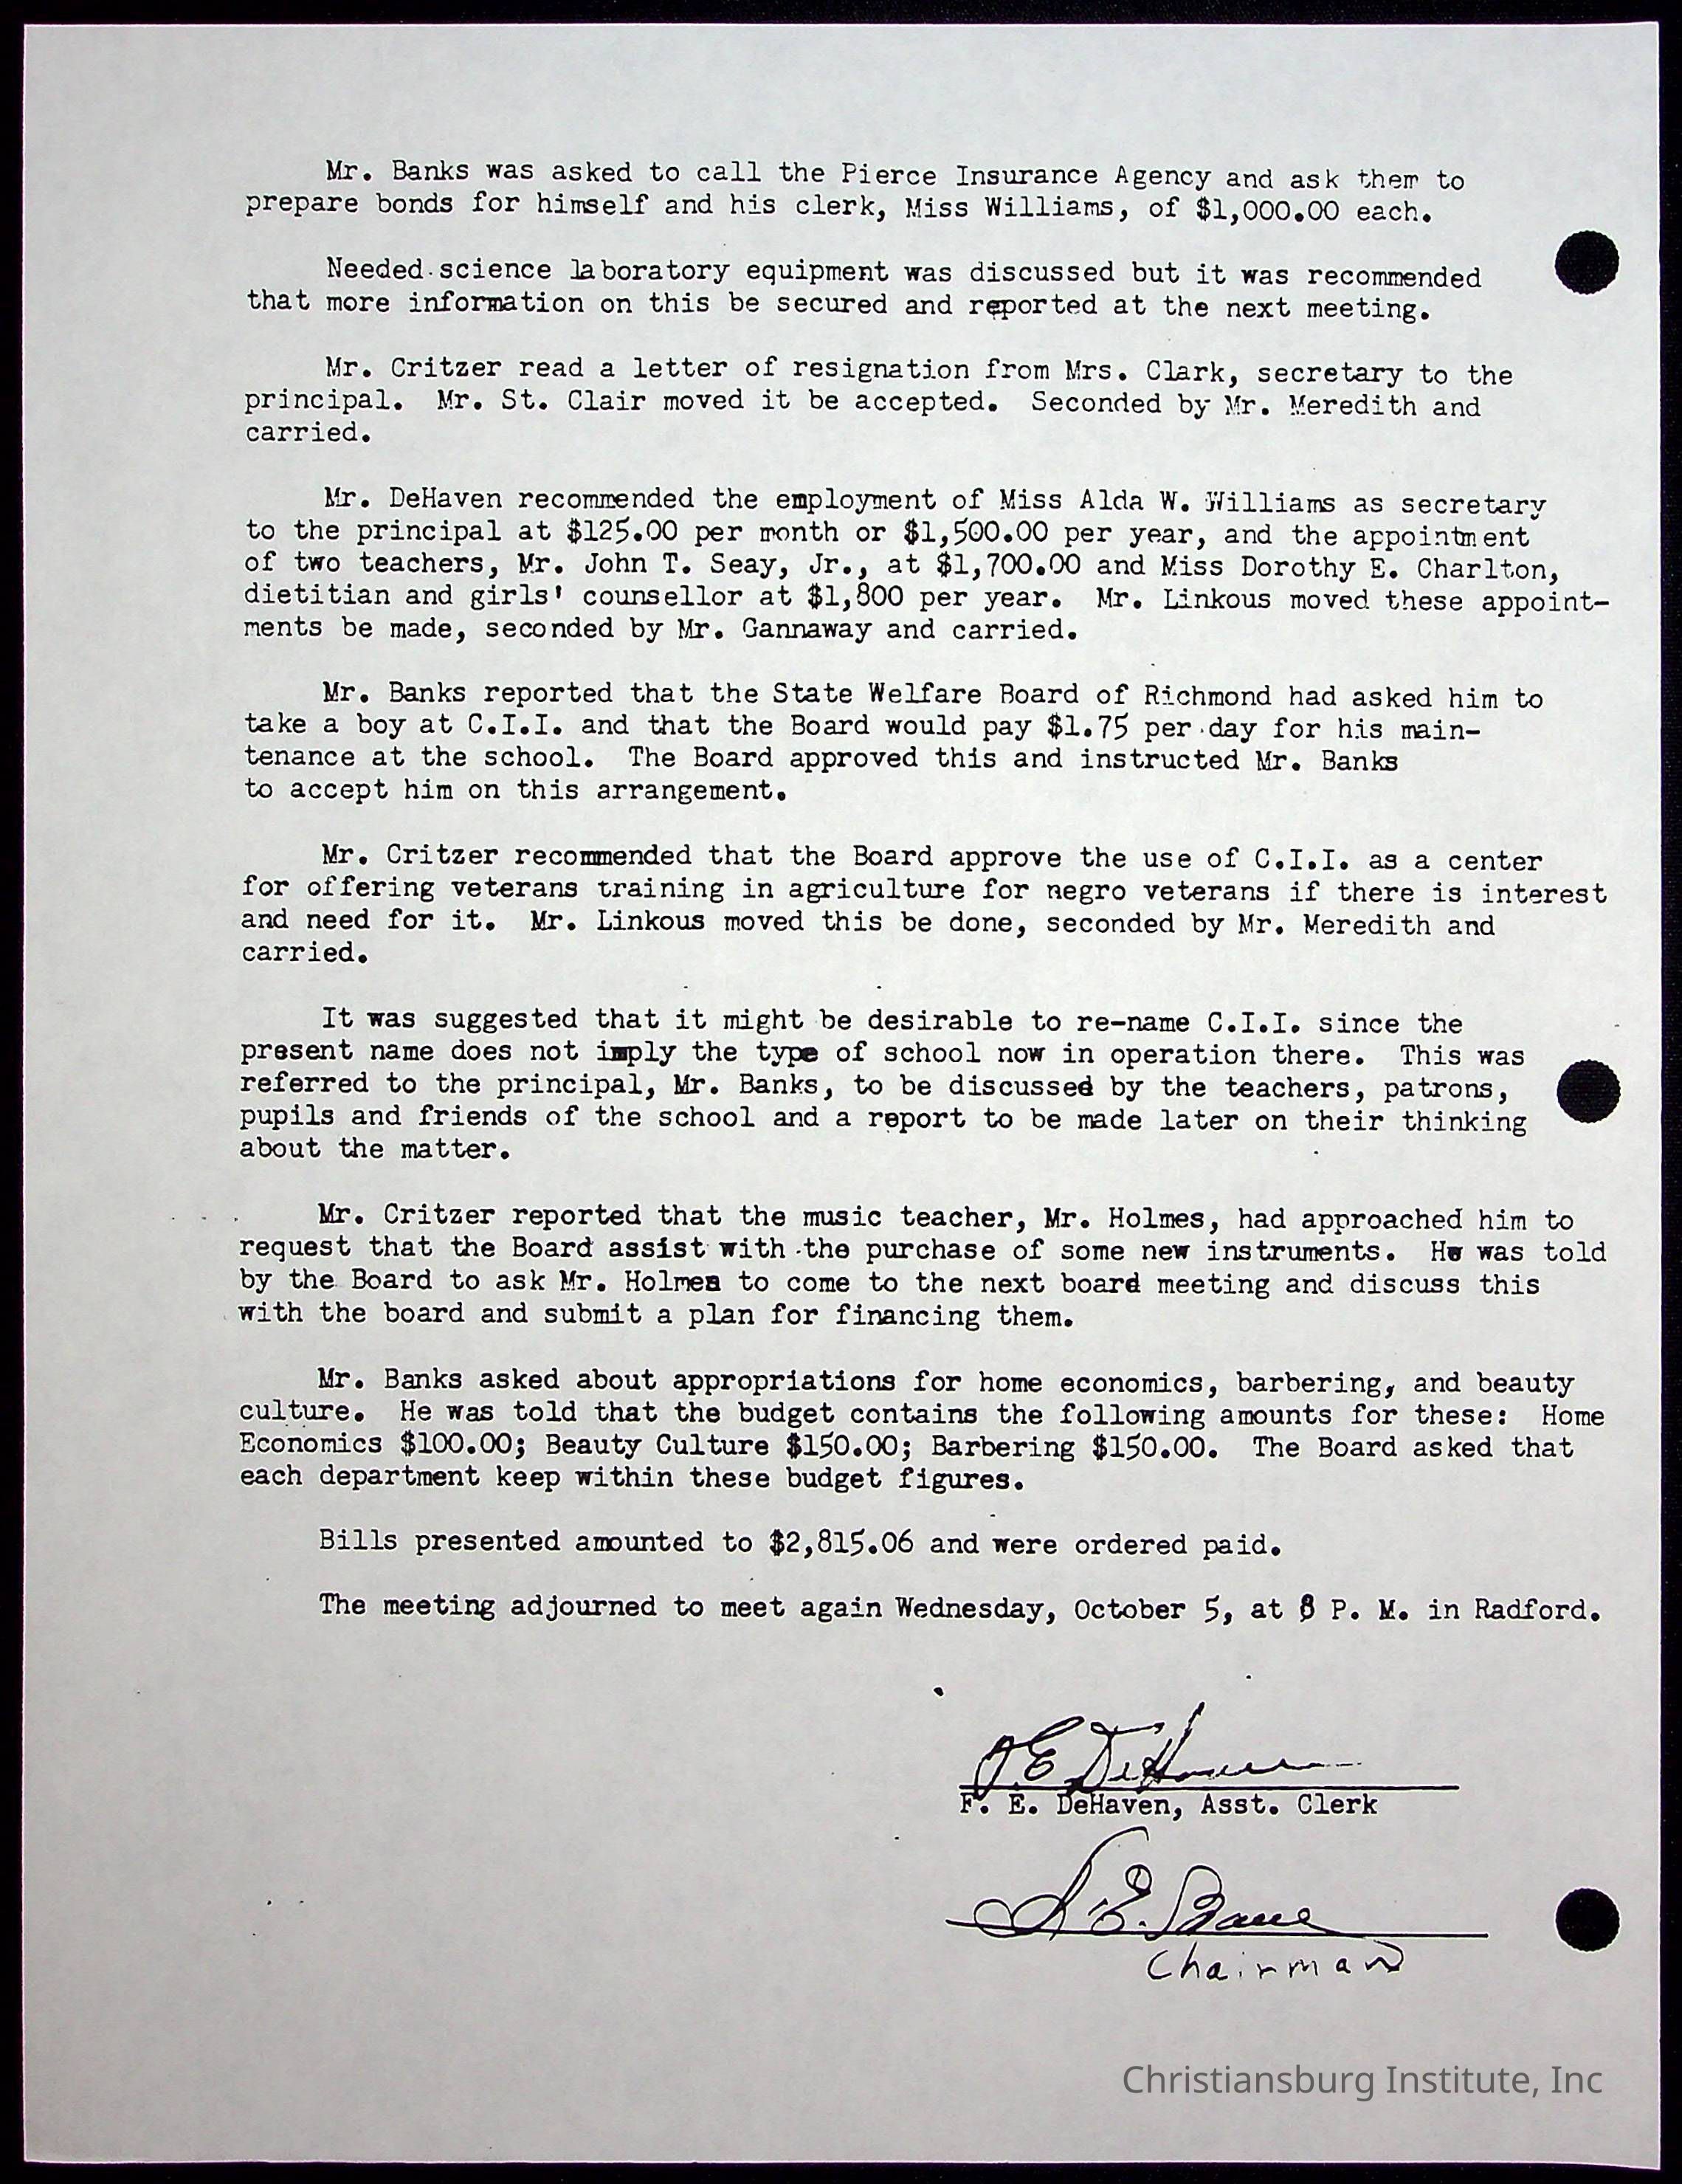 Mr. Banks was asked to call the Pierce Insurance Agency and ask them to
prepare bonds for himself and his clerk, Miss Williams, of $1,000.00 each.
Needed science laboratory equipment was discussed but it was recommended
that more information on this be secured and reported at the next meeting.
Mr. Critzer read a letter of resignation from Mrs. Clark, secretary to the
principal. Mr. St. Clair moved it be accepted. Seconded by Mr. Meredith and
carried.
Mr. DeHaven recommended the employment of Miss Alda W. Williams as secretary
to the principal at $125.00 per month or $1,500.00 per year, and the appointment
of two teachers, Mr. John T. Seay, Jr., at $1,700.00 and Miss Dorothy E. Charlton,
dietitian and girls' counsellor at $1,800 per year. Mr. Linkous moved these appoint-
ments be made, seconded by Mr. Gannaway and carried.
Mr. Banks reported that the State Welfare Board of Richmond had asked him to
take a boy at C.I.I. and that the Board would pay $1.75 per day for his main-
tenance at the school. The Board approved this and instructed Mr. Banks
to accept him on this arrangement.
Mr. Critzer recommended that the Board approve the use of C.I.I. as a center
for offering veterans training in agriculture for negro veterans if there is interest
and need for it. Mr. Linkous moved this be done, seconded by Mr. Meredith and
carried.
It was suggested that it might be desirable to re-name C.I.I. since the
present name does not imply the type of school now in operation there. This was
referred to the principal, Mr. Banks, to be discussed by the teachers, patrons,
pupils and friends of the school and a report to be made later on their thinking
about the matter.
Mr. Critzer reported that the music teacher, Mr. Holmes, had approached him to
request that the Board assist with the purchase of some new instruments. He was told
by the Board to ask Mr. Holmes to come to the next board meeting and discuss this
with the board and submit a plan for financing them.
Mr. Banks asked about appropriations for home economics, barbering, and beauty
culture. He was told that the budget contains the following amounts for these: Home
Economics $100.00; Beauty Culture $150.00; Barbering $150.00. The Board asked that
each department keep within these budget figures.
Bills presented amounted to $2,815.06 and were ordered paid.
The meeting adjourned to meet again Wednesday, October 5, at 8 P. M. in Radford.
F. E. DeHaven
F. E. DeHaven, Asst. Clerk
S. E. Bane
Chairman
Christiansburg Institute, Inc